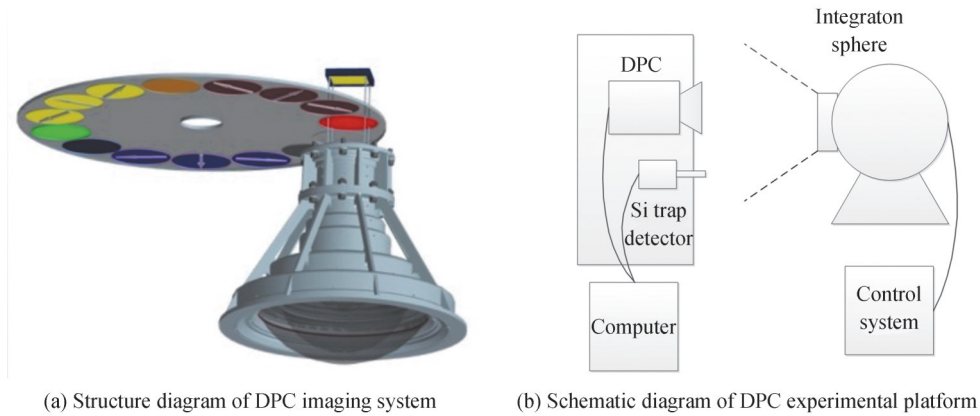 Integraton
sphere
DPC
Si trap
detector
Computer
Control
system
(a) Structure diagram of DPC imaging system
(b) Schematic diagram of DPC experimental platform